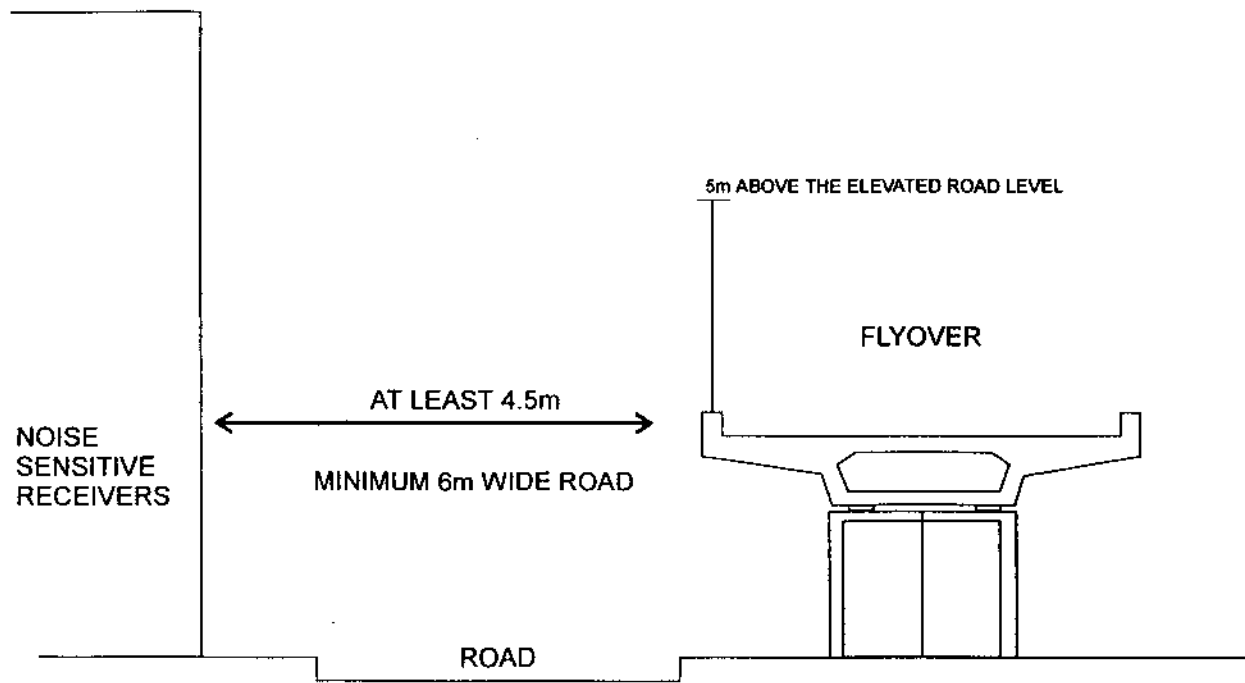 5m ABOVE THE ELEVATED ROAD LEVEL
FLYOVER
AT LEAST 4.5m
NOISE
SENSITIVE
RECEIVERS
MINIMUM 6m WIDE ROAD
ROAD